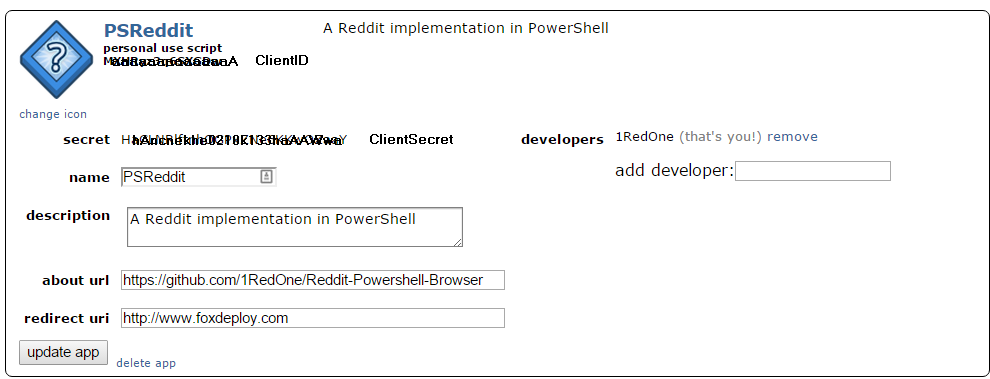 PSReddit
A Reddit implementation in PowerShell
personal use script
ClientID
change icon
secret ClientSecret
developers 1RedOne (that's you!) remove
add developer:
name PSReddit
description A Reddit implementation in PowerShell
about url https://github.com/1RedOne/Reddit-Powershell-Browser
redirect uri http://www.foxdeploy.com
update app delete app